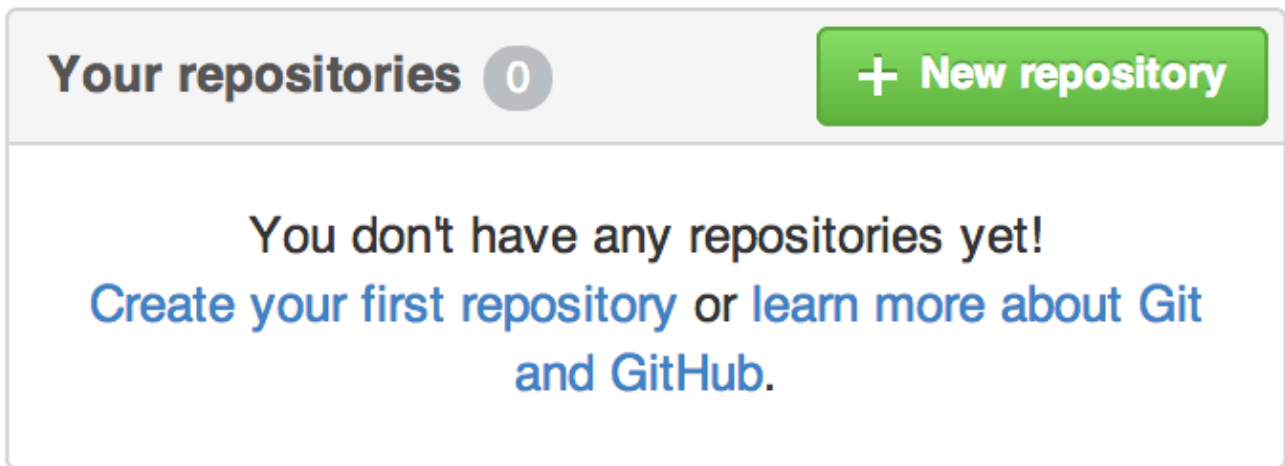 Your repositories 0 + New repository
You don't have any repositories yet!
Create your first repository or learn more about Git
and GitHub.